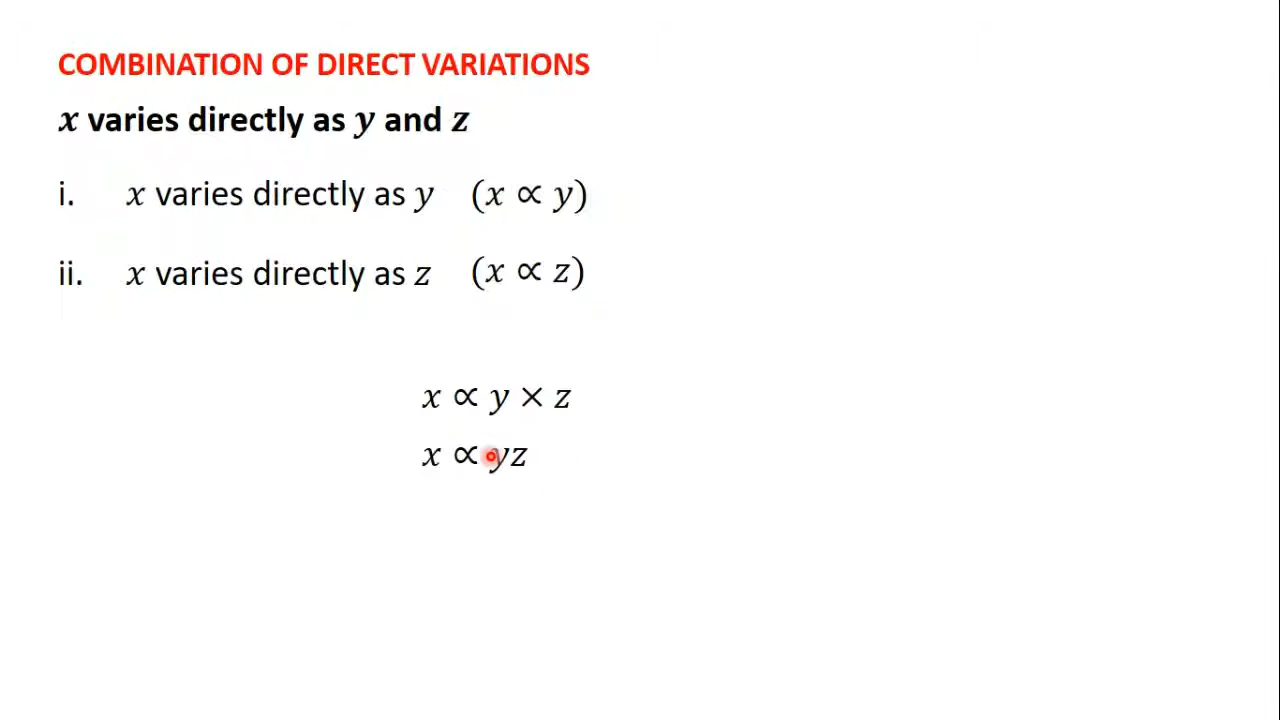 COMBINATION OF DIRECT VARIATIONS
x varies directly as y and z
i. x varies directly as y (x ∝ y)
ii. x varies directly as z (x ∝ z)
x ∝ y × z
x ∝ yz